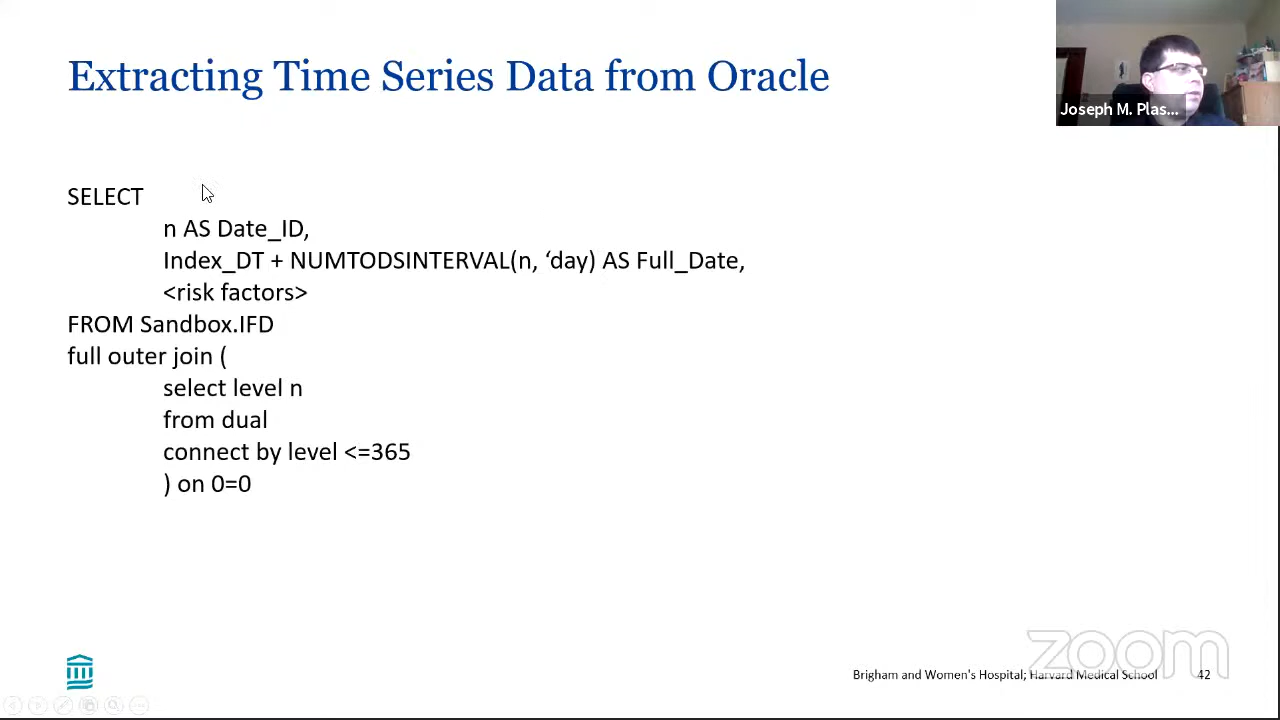 Extracting Time Series Data from Oracle
Joseph M. Plas...
SELECT
n AS Date_ID,
Index_DT + NUMTODSINTERVAL(n, ‘day) AS Full_Date,
<risk factors>
FROM Sandbox.IFD
full outer join (
select level n
from dual
connect by level <=365
) on 0=0
zoom
Brigham and Women's Hospital; Harvard Medical School 42